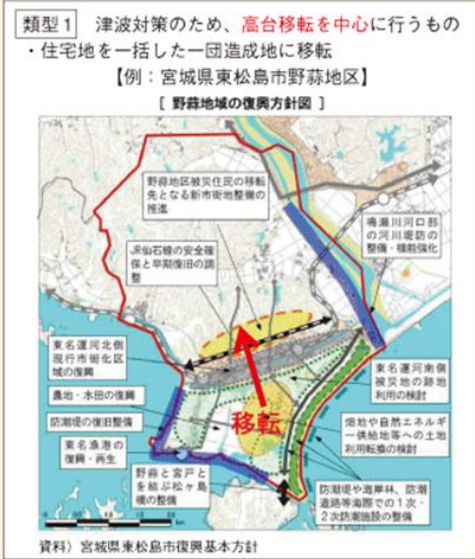 類型1 津波対策のため、高台移転を中心に行うもの
・住宅地を一括した一団造成地に移転
【例：宮城県東松島市野蒜地区】
[ 野蒜地域の復興方針図 ]
野蒜地区被災住民の移転
先となる新市街地整備の
推進
鳴瀬川河口部
の河川堤防の
整備・機能強化
JR仙石線の安全確
保と早期復旧の調
整
東名運河北側
現行市街化区
域の復興
農地・水田の復興
防潮堤の復旧整備
東名漁港の
復興・再生
野蒜と宮戸と
を結ぶ松ヶ島
橋の整備
移転
東名運河南側
被災地の跡地
利用の検討
畑地や自然エネルギ
ー供給地等への土地
利用転換の検討
防潮堤や海岸林、防潮
道路等海際での1次・
2次防潮施設の整備
資料）宮城県東松島市復興基本方針